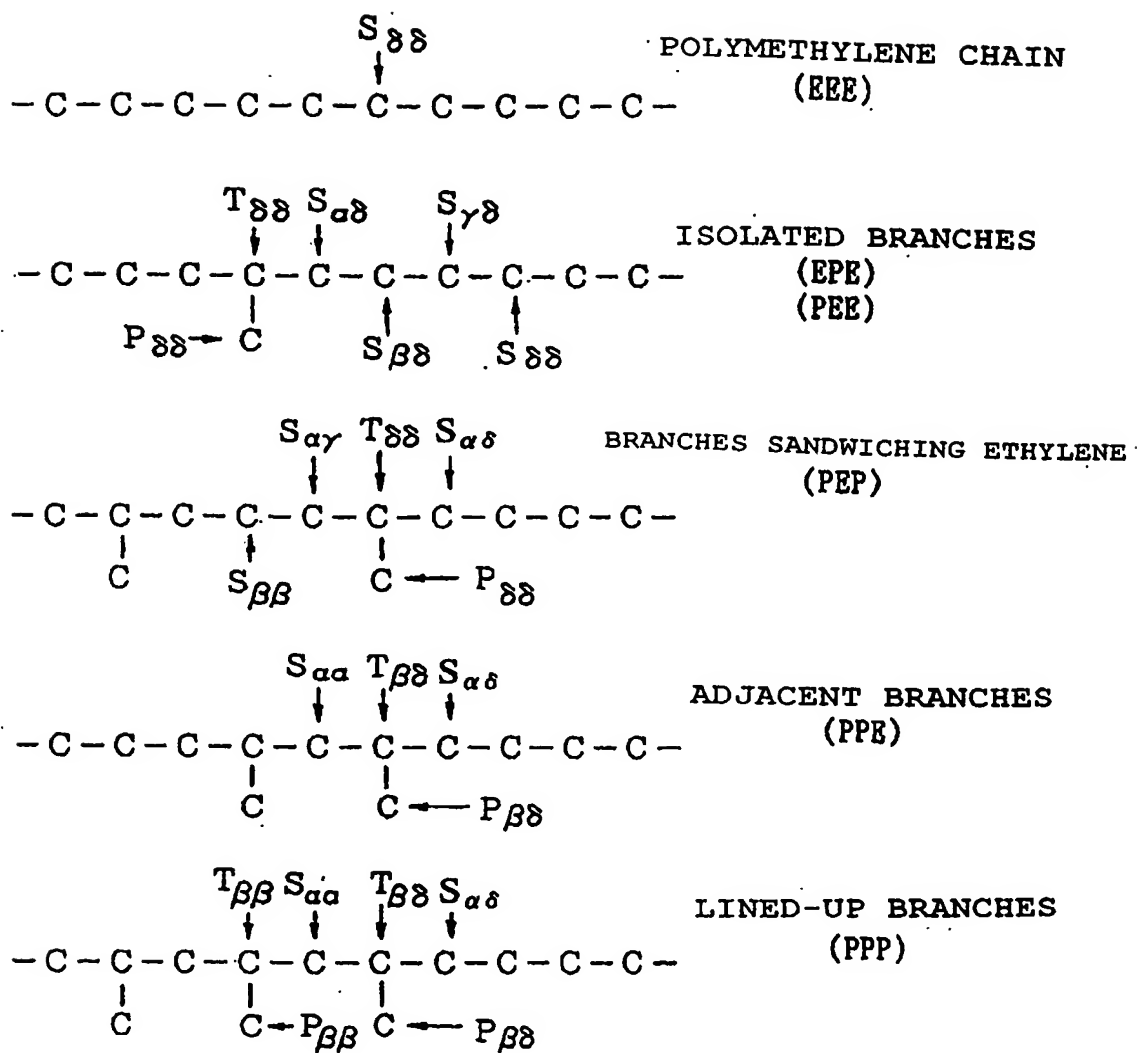 Sδδ
POLYMETHYLENE CHAIN
(EEE)
-C-C-C-C-C-C-C-C-C-C-
Tδδ Sαδ Sγδ
ISOLATED BRANCHES
(EPE)
(PEE)
-C-C-C-C-C-C-C-C-C-C-
Pδδ→C
Sβδ Sδδ
Sαγ Tδδ Sαδ
BRANCHES SANDWICHING ETHYLENE
(PEP)
-C-C-C-C-C-C-C-C-C-C-
C Sββ C←Pδδ
Sαα Tβδ Sαδ
ADJACENT BRANCHES
(PPE)
-C-C-C-C-C-C-C-C-C-C-
C C←Pβδ
Tββ Sαα Tβδ Sαδ
LINED-UP BRANCHES
(PPP)
-C-C-C-C-C-C-C-C-C-C-
C C←Pββ C←Pβδ